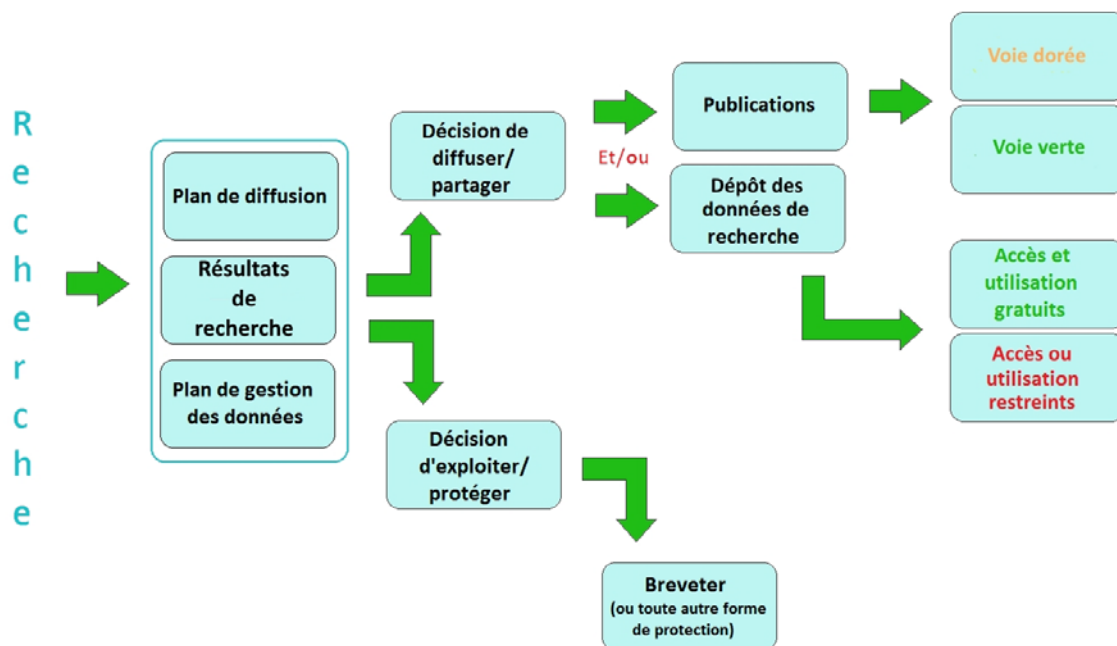 Recherche
Plan de diffusion
Résultats
de
recherche
Plan de gestion
des données
Décision de
diffuser/
partager
Décision
d'exploiter/
protéger
Et/ou
Publications
Dépôt des
données de
recherche
Breveter
(ou toute autre forme
de protection)
Voie dorée
Voie verte
Accès et
utilisation
gratuits
Accès ou
utilisation
restreints